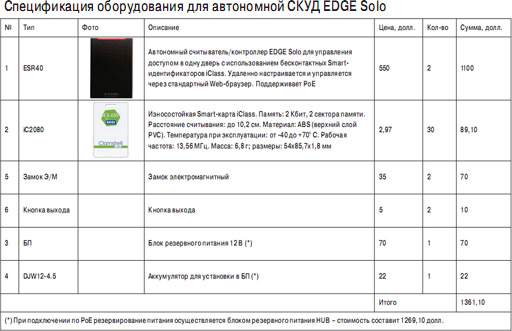 Спецификация оборудования для автономной СКУД EDGE Solo
№ Тип Фото Описание Цена, долл. Кол-во Сумма, долл.
1 ESR40 Автономный считыватель/контроллер EDGE Solo для управления
доступом в одну дверь с использованием бесконтактных Smart-
идентификаторов iClass. Удаленно настраивается и управляется
через стандартный Web-браузер. Поддерживает PoE
550 2 1100
2 iC2080 Износостойкая Smart-карта iClass. Память: 2 Кбит, 2 сектора памяти.
Расстояние считывания: до 10,2 см. Материал: ABS (верхний слой
PVC). Температура при эксплуатации: от -40 до +70° С. Рабочая
частота: 13,56 МГц. Масса: 6,8 г; размеры: 54x85,7x1,8 мм
2,97 30 89,10
Clamshell
5 Замок Э/М Замок электромагнитный 35 2 70
6 Кнопка выхода Кнопка выхода 5 2 10
3 БП Блок резервного питания 12 В (*) 70 1 70
4 DJW12-4.5 Аккумулятор для установки в БП (*) 22 1 22
Итого 1361,10
(*) При подключении по PoE резервирование питания осуществляется блоком резервного питания HUB – стоимость составит 1269,10 долл.